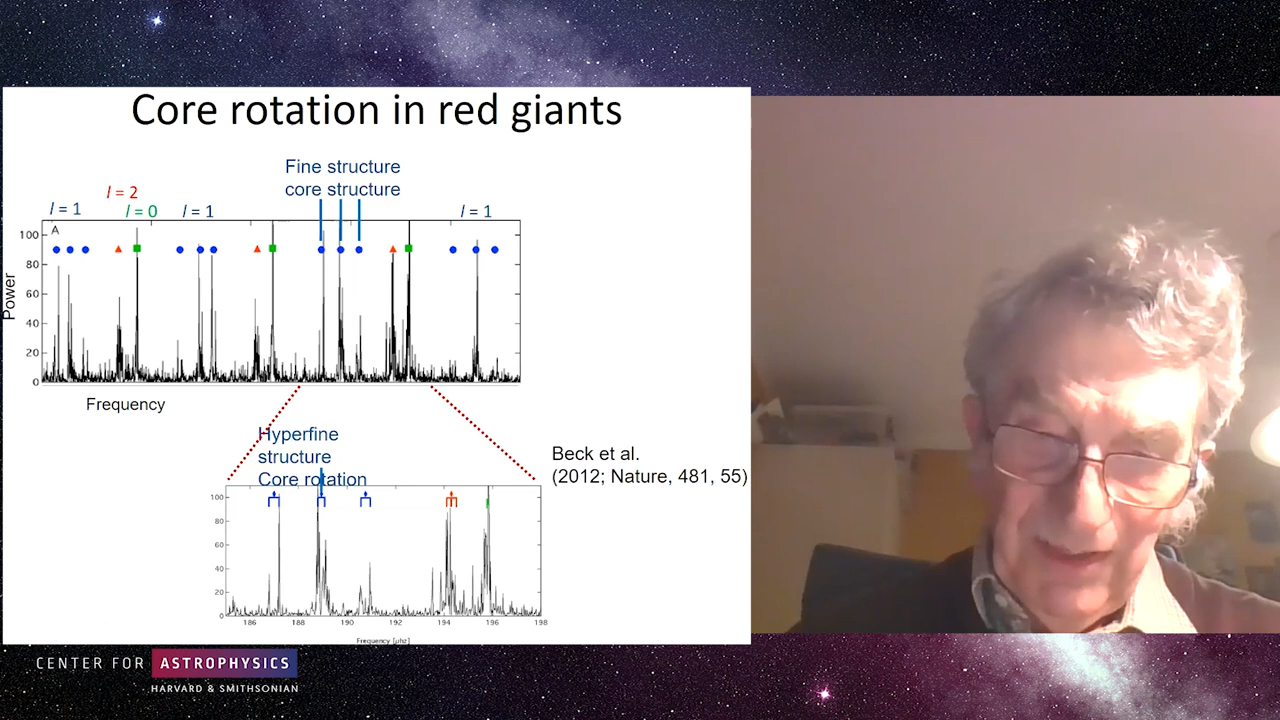 Core rotation in red giants
Fine structure
core structure
l = 2
l = 1
l = 0
l = 1
l = 1
A
100
80
60
40
20
0
Power
Frequency
Hyperfine
structure
Core rotation
Beck et al.
(2012; Nature, 481, 55)
100
80
60
40
20
0
186
188
190
192
194
196
198
Frequency [μhz]
CENTER FOR ASTROPHYSICS
HARVARD & SMITHSONIAN